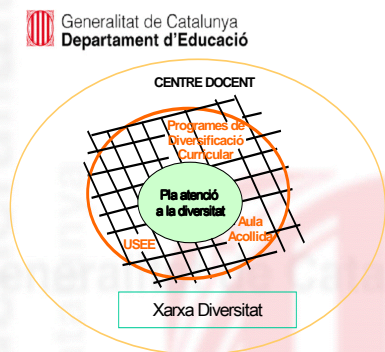 Generalitat de Catalunya
Departament d'Educació
CENTRE DOCENT
Programes de
Diversificació
Curricular
Pla atenció
a la diversitat
USEE
Aula
Acollida
Xarxa Diversitat